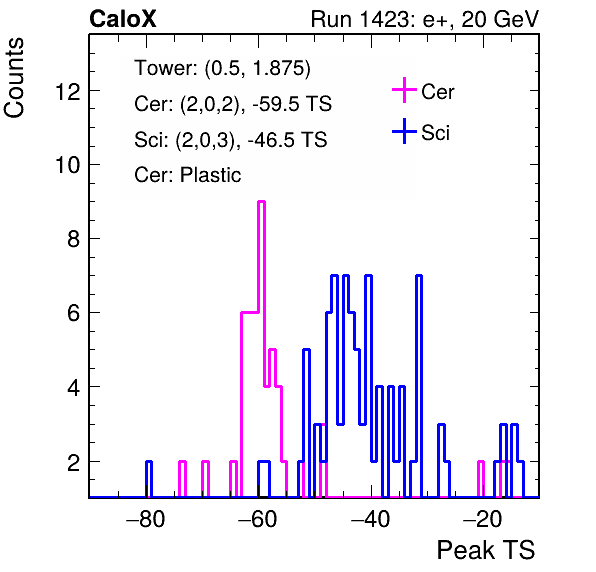 CaloX
Run 1423: e+, 20 GeV
Counts
Tower: (0.5, 1.875)
Cer: (2,0,2), -59.5 TS
Sci: (2,0,3), -46.5 TS
Cer: Plastic
Cer
Sci
12
10
8
6
4
2
−80 −60 −40 −20
Peak TS